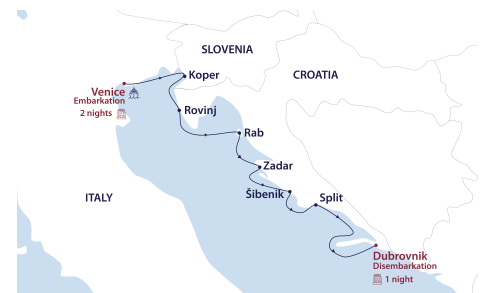 SLOVENIA
Koper
CROATIA
Venice
Embarkation
2 nights
Rovinj
Rab
Zadar
ITALY
Šibenik
Split
Dubrovnik
Disembarkation
1 night